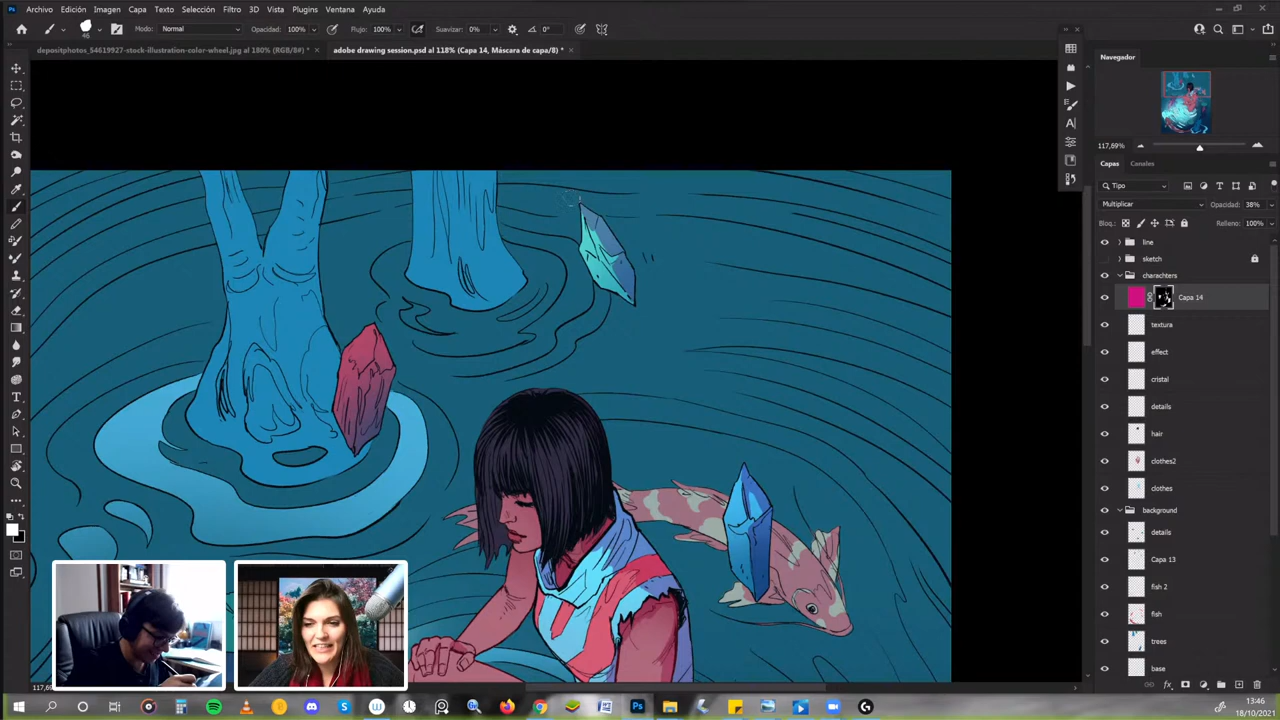 Archivo Edición Imagen Capa Texto Selección Filtro 3D Vista Plugins Ventana Ayuda
46 Modo: Normal Opacidad: 100% Flujo: 100% Suavizar: 0% 0°
depositphotos_54619927-stock-illustration-color-wheel.jpg al 180% (RGB/8#) * × adobe drawing session.psd al 118% (Capa 14, Máscara de capa/8) * ×
Navegador
117,69%
Capas Canales
Tipo
Multiplicar Opacidad: 38%
Bloq.: Relleno: 100%
line
sketch
charachters
Capa 14
textura
effect
cristal
details
hair
clothes2
clothes
background
details
Capa 13
fish 2
fish
trees
base
13:46
18/10/2021